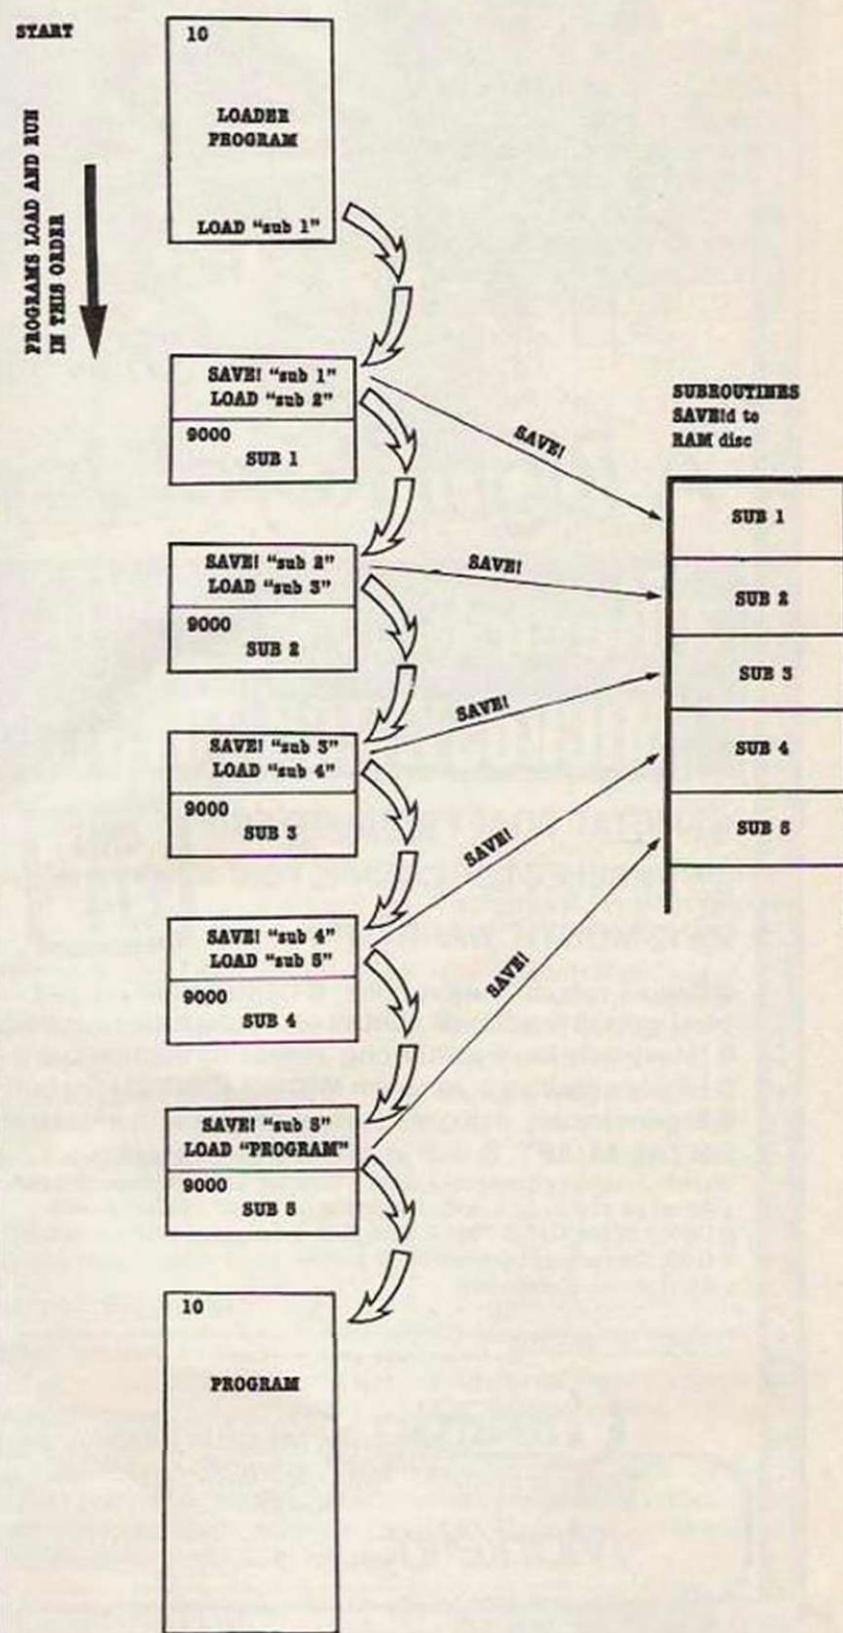 START
PROGRAMS LOAD AND RUN
IN THIS ORDER
10
LOADER
PROGRAM
LOAD "sub 1"
SAVE! "sub 1"
LOAD "sub 2"
9000
SUB 1
SAVE! "sub 2"
LOAD "sub 3"
9000
SUB 2
SAVE! "sub 3"
LOAD "sub 4"
9000
SUB 3
SAVE! "sub 4"
LOAD "sub 5"
9000
SUB 4
SAVE! "sub 5"
LOAD "PROGRAM"
9000
SUB 5
10
PROGRAM
SAVE!
SAVE!
SAVE!
SAVE!
SAVE!
SUBROUTINES
SAVE!d to
RAM disc
SUB 1
SUB 2
SUB 3
SUB 4
SUB 5